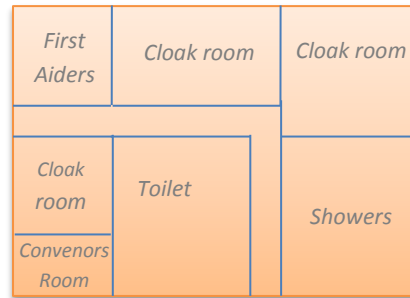 First
Aiders
Cloak room
Cloak room
Cloak
room
Toilet
Showers
Convenors
Room